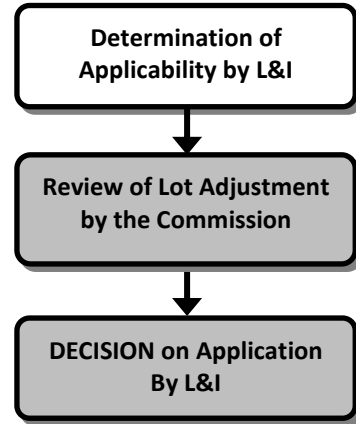 Determination of
Applicability by L&I
Review of Lot Adjustment
by the Commission
DECISION on Application
By L&I